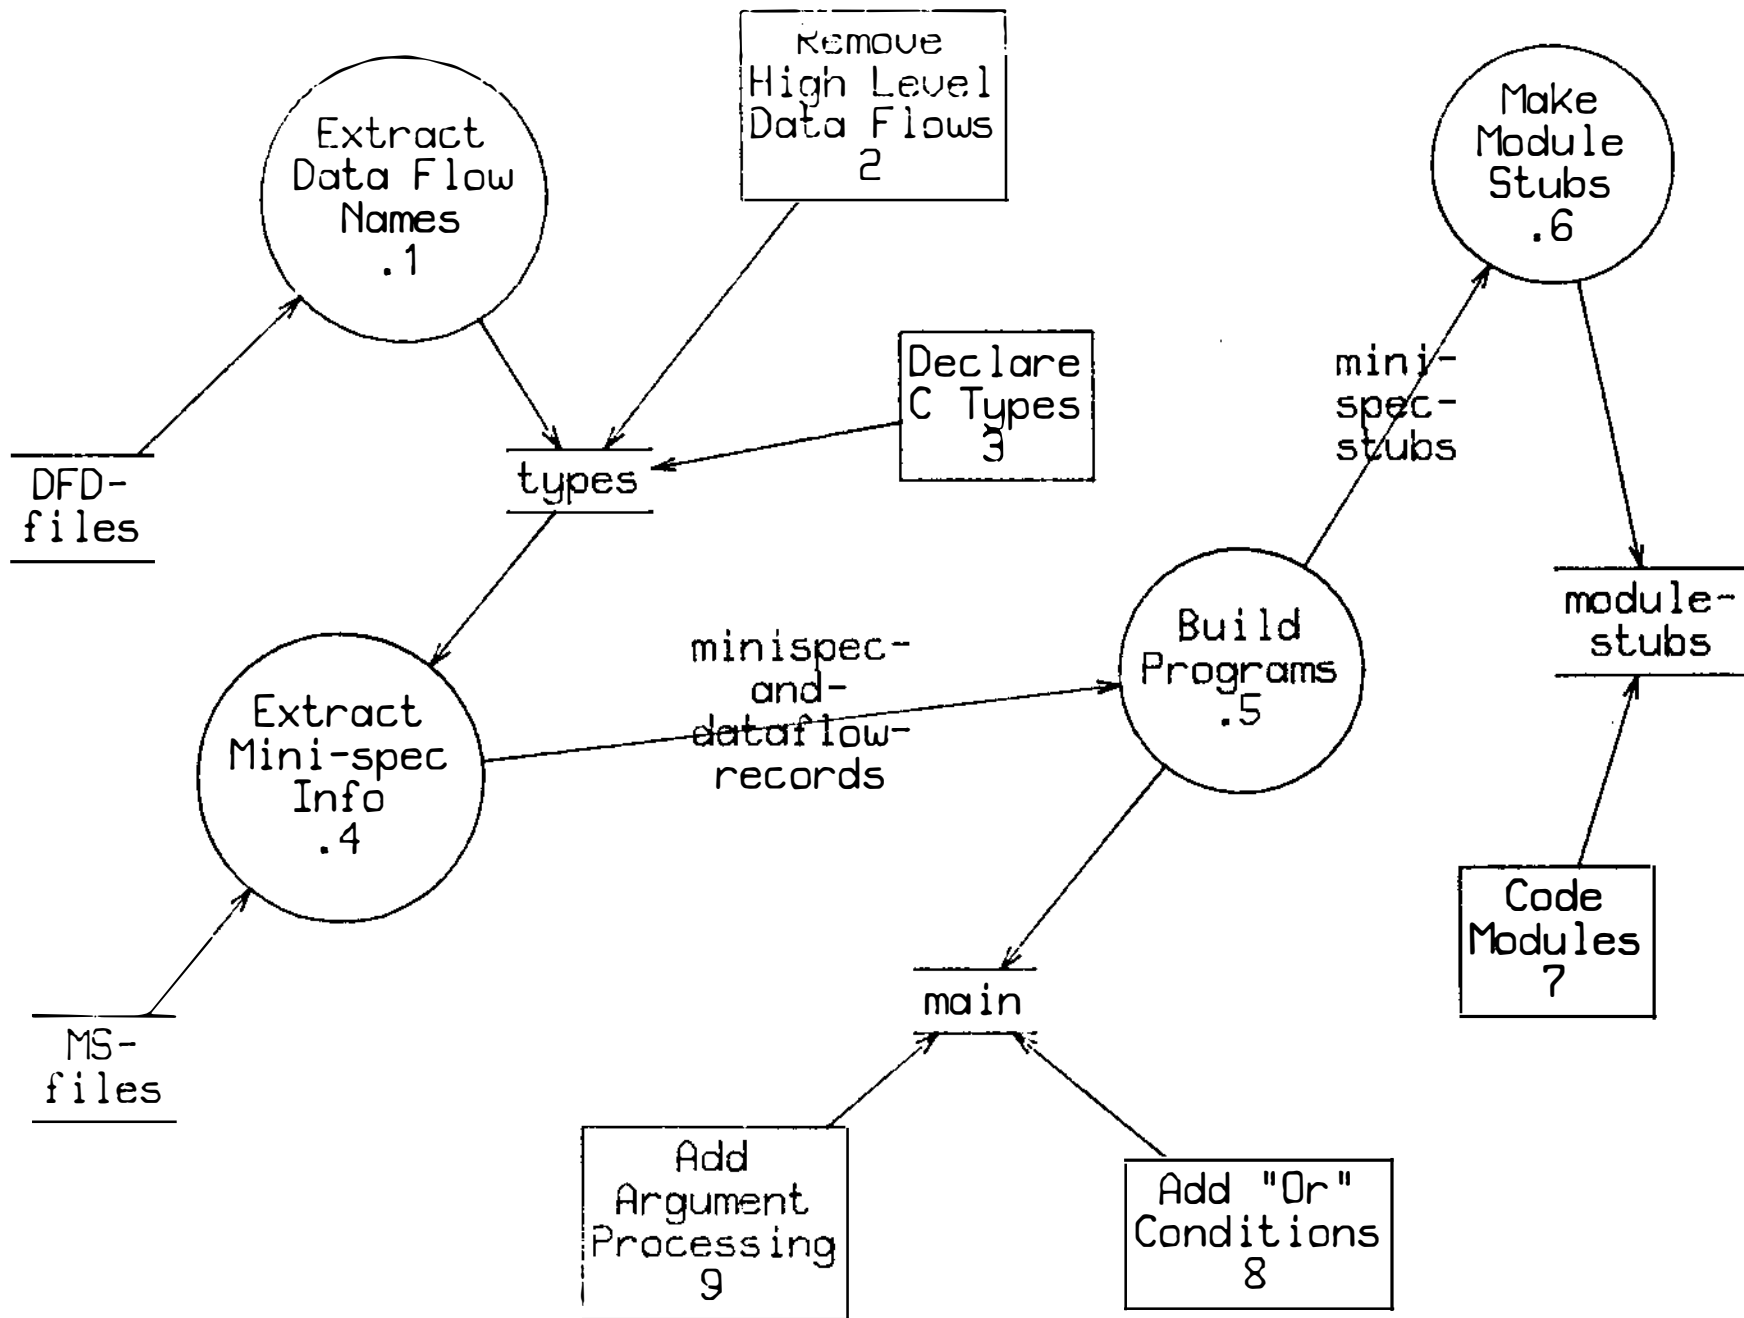 Extract
Data Flow
Names
.1
Remove
High Level
Data Flows
2
Make
Module
Stubs
.6
Declare
C Types
3
mini-
spec-
stubs
DFD-
files
types
module-
stubs
Build
Programs
.5
minispec-
and-
dataflow-
records
Extract
Mini-spec
Info
.4
Code
Modules
7
main
MS-
files
Add
Argument
Processing
9
Add "Or"
Conditions
8